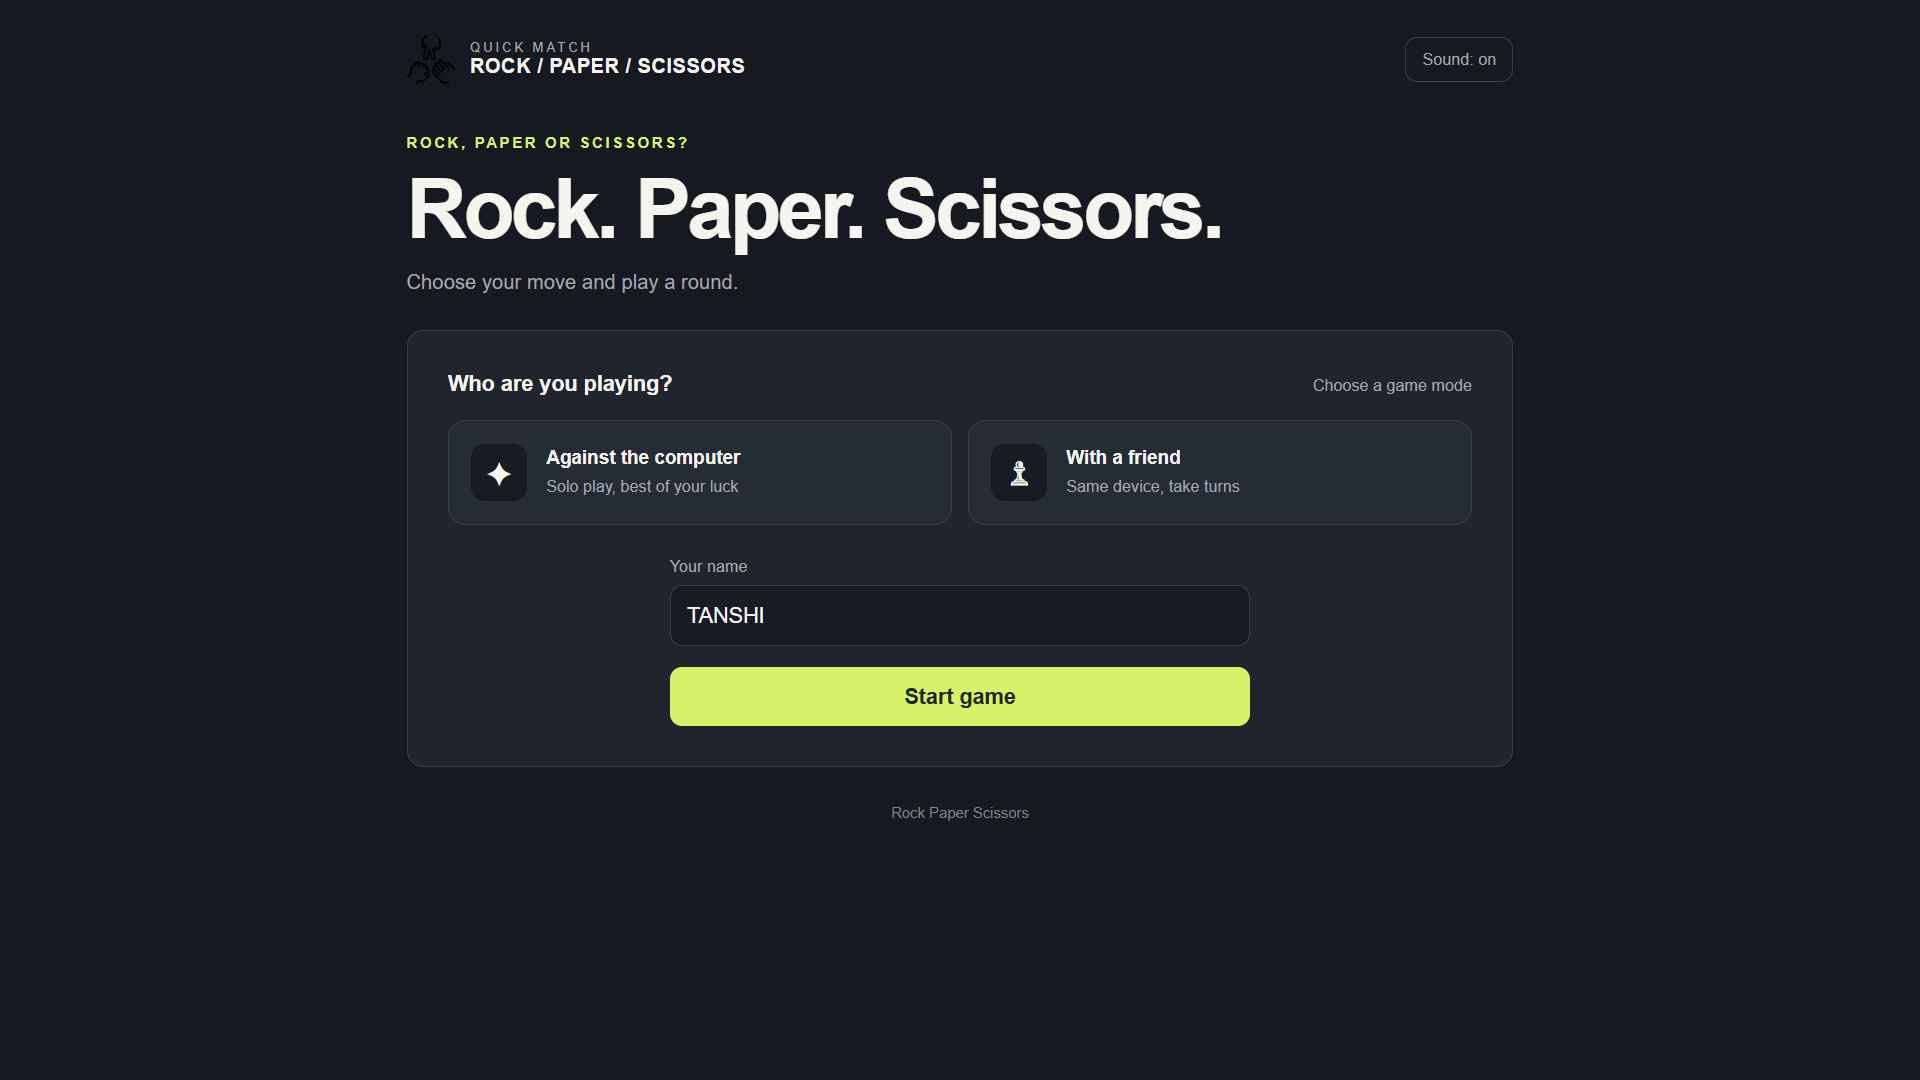 QUICK MATCH
ROCK / PAPER / SCISSORS
Sound: on
ROCK, PAPER OR SCISSORS?
Rock. Paper. Scissors.
Choose your move and play a round.
Who are you playing?
Choose a game mode
Against the computer
Solo play, best of your luck
With a friend
Same device, take turns
Your name
TANSHI
Start game
Rock Paper Scissors